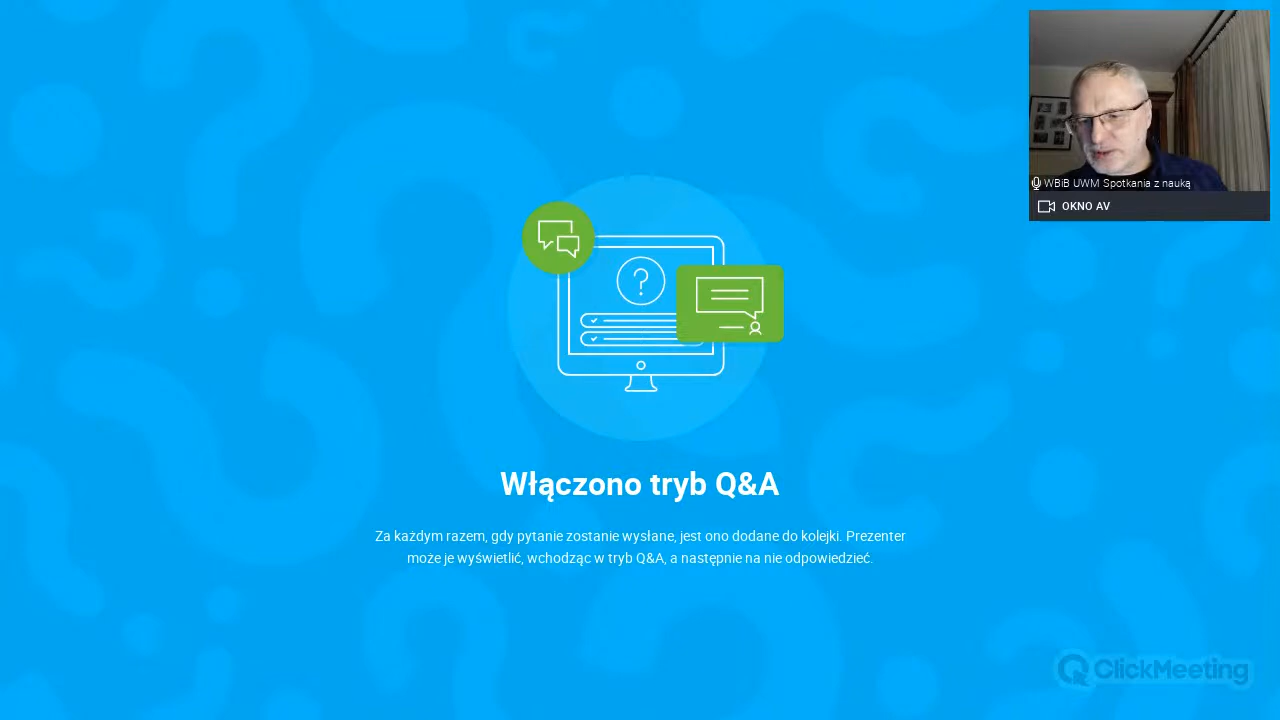 WBiB UWM Spotkania z nauką
OKNO AV
Włączono tryb Q&A
Za każdym razem, gdy pytanie zostanie wysłane, jest ono dodane do kolejki. Prezenter
może je wyświetlić, wchodząc w tryb Q&A, a następnie na nie odpowiedzieć.
ClickMeeting